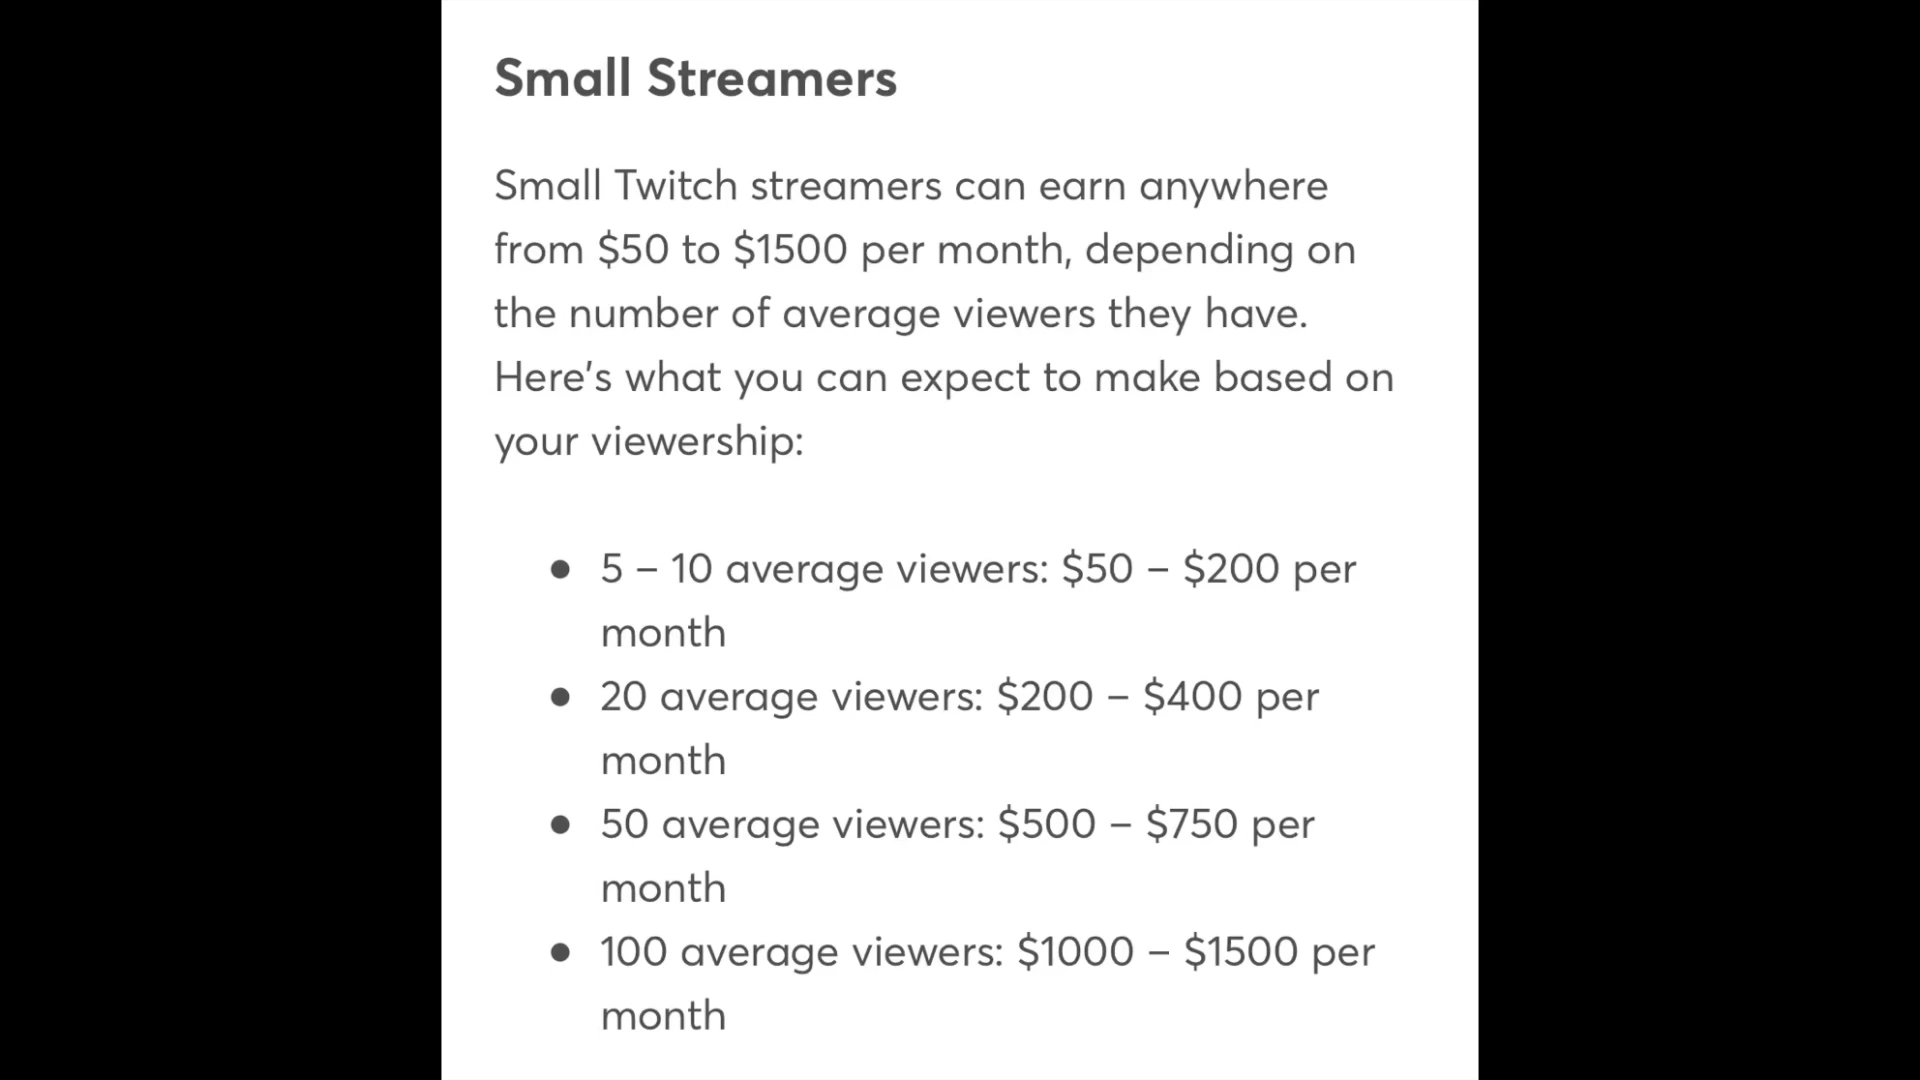 Small Streamers
Small Twitch streamers can earn anywhere
from $50 to $1500 per month, depending on
the number of average viewers they have.
Here's what you can expect to make based on
your viewership:
● 5 – 10 average viewers: $50 – $200 per
month
● 20 average viewers: $200 – $400 per
month
● 50 average viewers: $500 – $750 per
month
● 100 average viewers: $1000 – $1500 per
month